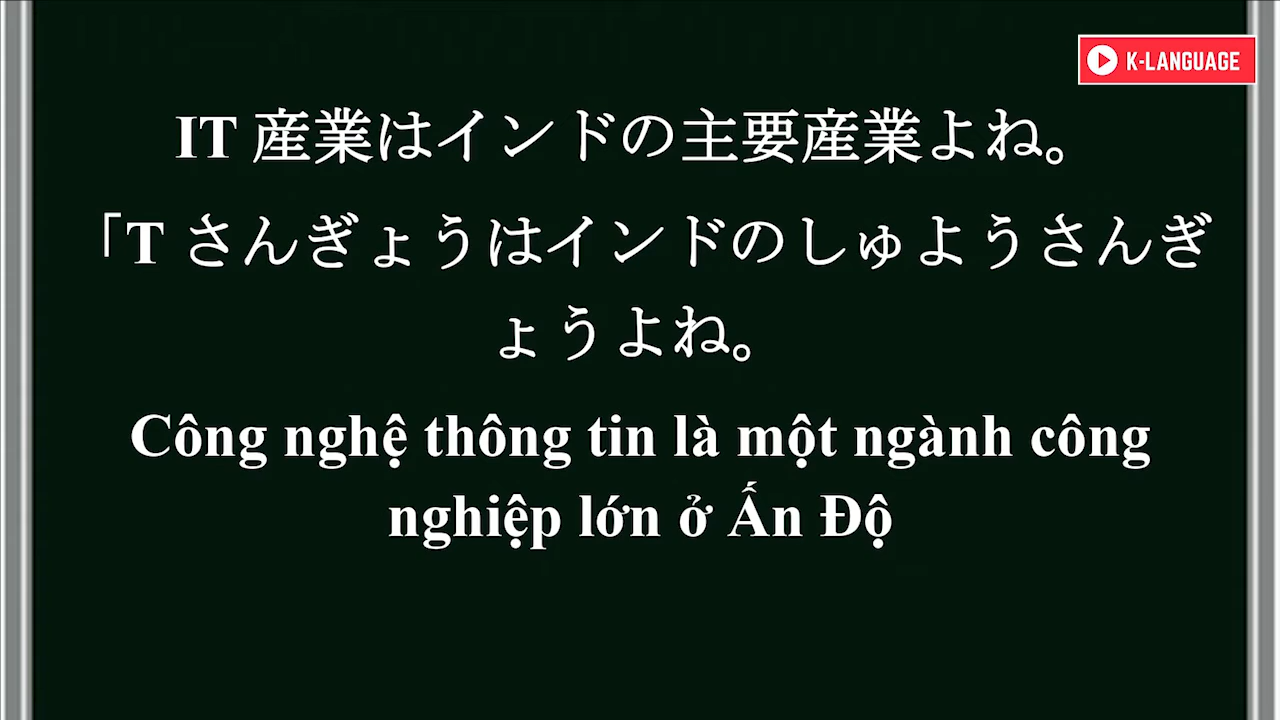 K-LANGUAGE
IT 産業はインドの主要産業よね。
「T さんぎょうはインドのしゅようさんぎ
ょうよね。
Công nghệ thông tin là một ngành công
nghiệp lớn ở Ấn Độ